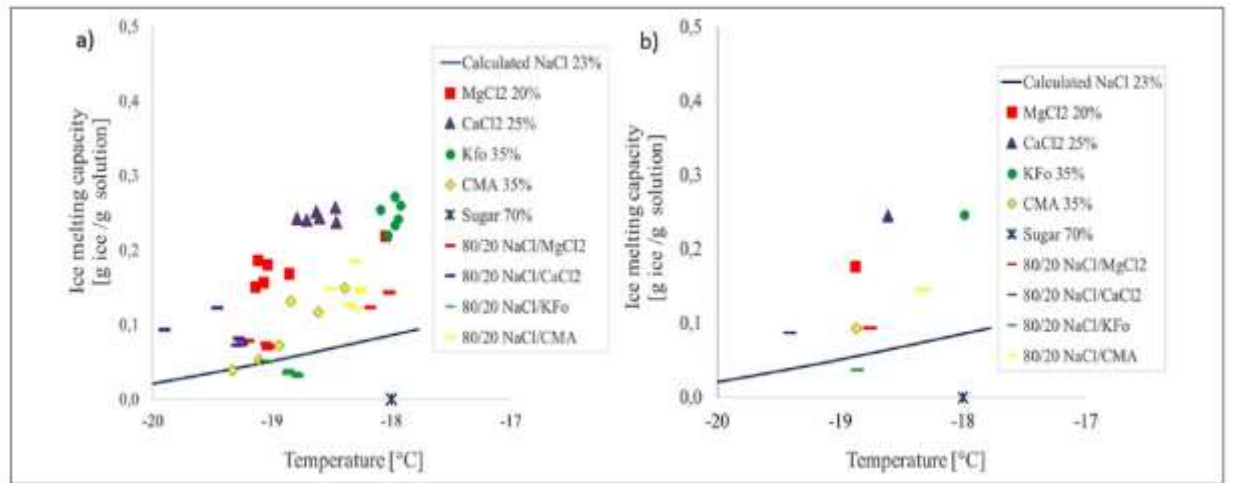 a)
Ice melting capacity
[g ice /g solution]
0,5
0,4
0,3
0,2
0,1
0,0
-20
-19
-18
-17
Temperature [°C]
Calculated NaCl 23%
MgCl2 20%
CaCl2 25%
Kfo 35%
CMA 35%
Sugar 70%
80/20 NaCl/MgCl2
80/20 NaCl/CaCl2
80/20 NaCl/KFo
80/20 NaCl/CMA
b)
Ice melting capacity
[g ice /g solution]
0,5
0,4
0,3
0,2
0,1
0,0
-20
-19
-18
-17
Temperature [°C]
Calculated NaCl 23%
MgCl2 20%
CaCl2 25%
KFo 35%
CMA 35%
Sugar 70%
80/20 NaCl/MgCl2
80/20 NaCl/CaCl2
80/20 NaCl/KFo
80/20 NaCl/CMA